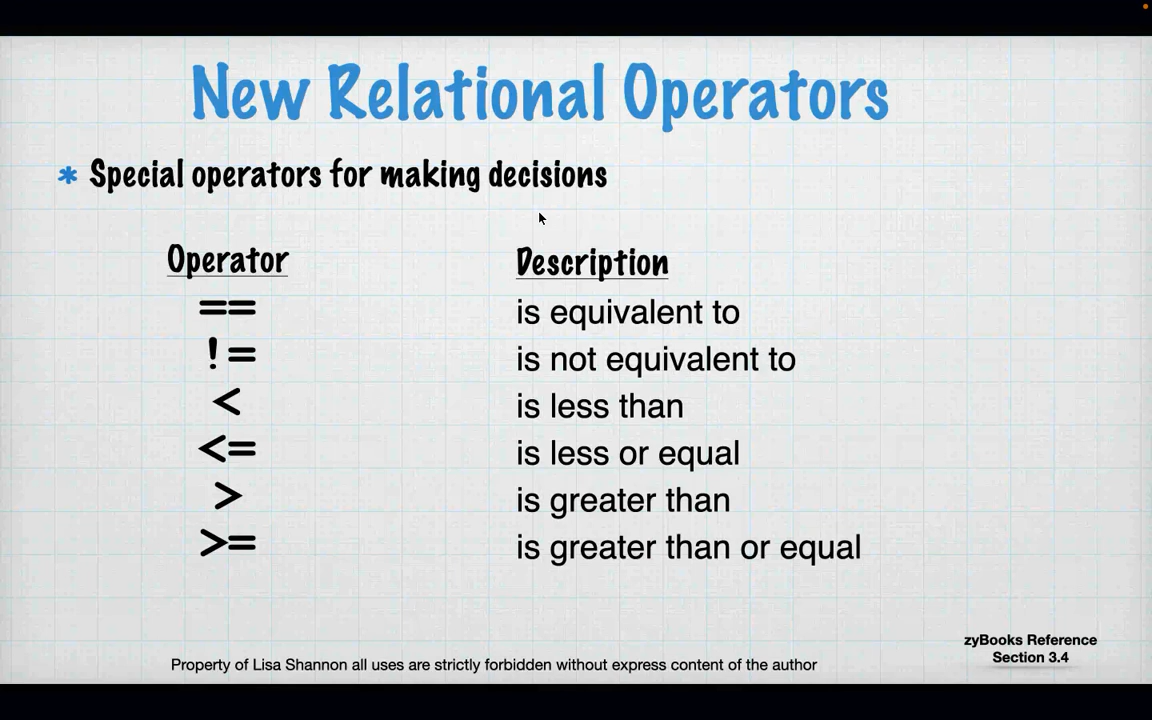 New Relational Operators
* Special operators for making decisions
Operator Description
== is equivalent to
!= is not equivalent to
< is less than
<= is less or equal
> is greater than
>= is greater than or equal
zyBooks Reference
Section 3.4
Property of Lisa Shannon all uses are strictly forbidden without express content of the author